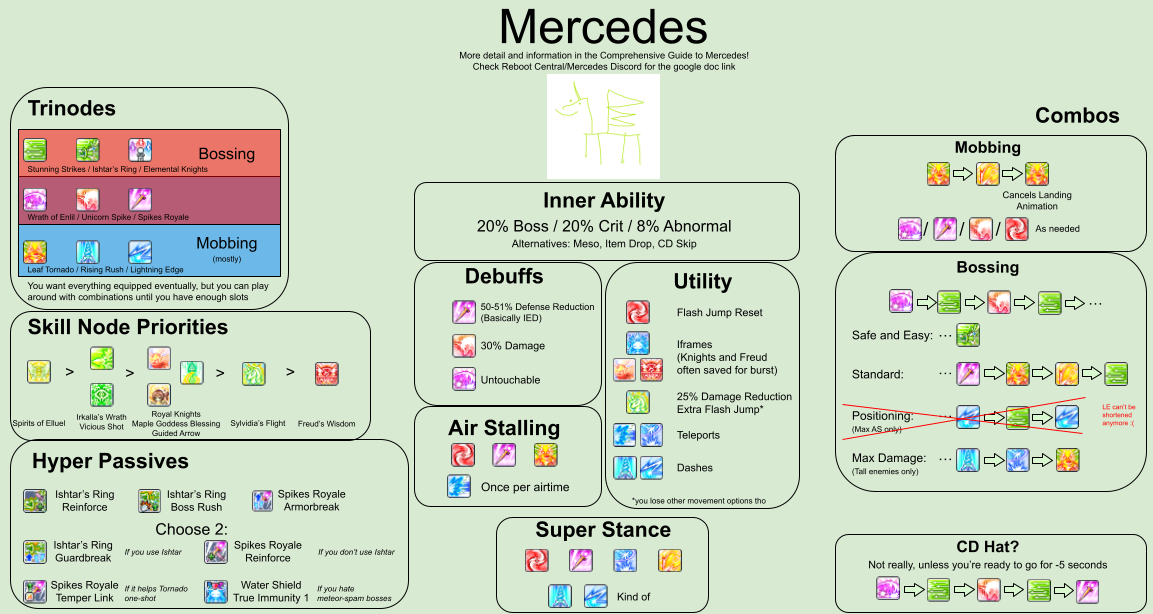 Mercedes
More detail and information in the Comprehensive Guide to Mercedes!
Check Reboot Central/Mercedes Discord for the google doc link
Trinodes
Bossing
Stunning Strikes / Ishtar's Ring / Elemental Knights
Wrath of Enlil / Unicorn Spike / Spikes Royale
Mobbing
(mostly)
Leaf Tornado / Rising Rush / Lightning Edge
You want everything equipped eventually, but you can play
around with combinations until you have enough slots
Skill Node Priorities
> > > >
Spirits of Elluel
Irkalla's Wrath
Vicious Shot
Royal Knights
Maple Goddess Blessing
Guided Arrow
Sylvidia's Flight
Freud's Wisdom
Hyper Passives
Ishtar's Ring
Reinforce
Ishtar's Ring
Boss Rush
Spikes Royale
Armorbreak
Choose 2:
Ishtar's Ring
Guardbreak
If you use Ishtar
Spikes Royale
Reinforce
If you don't use Ishtar
Spikes Royale
Temper Link
If it helps Tornado
one-shot
Water Shield
True Immunity 1
If you hate
meteor-spam bosses
Inner Ability
20% Boss / 20% Crit / 8% Abnormal
Alternatives: Meso, Item Drop, CD Skip
Debuffs
50-51% Defense Reduction
(Basically IED)
30% Damage
Untouchable
Air Stalling
Once per airtime
Utility
Flash Jump Reset
Iframes
(Knights and Freud
often saved for burst)
25% Damage Reduction
Extra Flash Jump*
Teleports
Dashes
*you lose other movement options tho
Super Stance
Kind of
Combos
Mobbing
Cancels Landing
Animation
/ / / As needed
Bossing
...
Safe and Easy: ...
Standard: ...
Positioning: ...
(Max AS only)
LE can't be
shortened
anymore :(
Max Damage: ...
(Tall enemies only)
CD Hat?
Not really, unless you're ready to go for -5 seconds